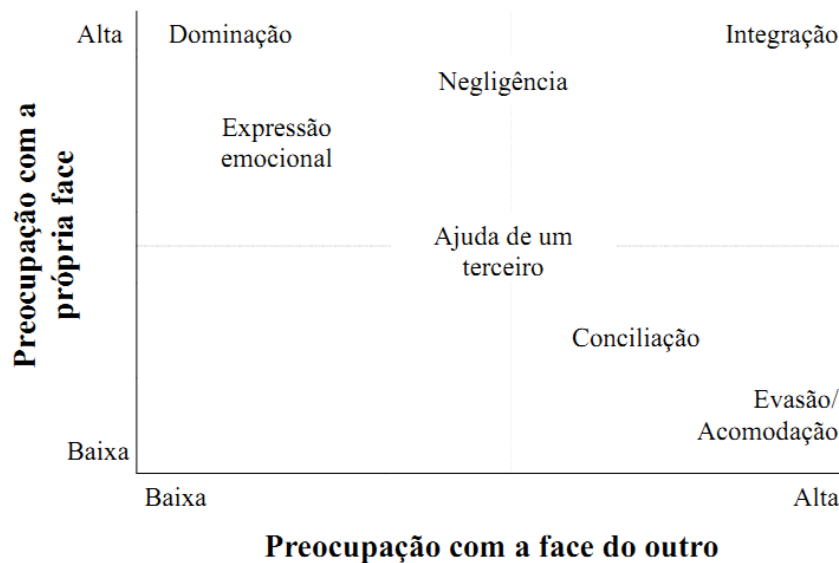 Alta
Dominação
Integração
Negligência
Expressão
emocional
Preocupação com a
própria face
Ajuda de um
terceiro
Conciliação
Evasão/
Acomodação
Baixa
Baixa
Alta
Preocupação com a face do outro